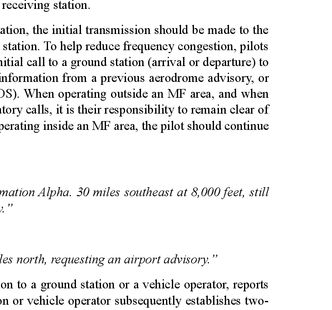 receiving station.
ation, the initial transmission should be made to the
station. To help reduce frequency congestion, pilots
nitial call to a ground station (arrival or departure) to
information from a previous aerodrome advisory, or
OS). When operating outside an MF area, and when
tory calls, it is their responsibility to remain clear of
perating inside an MF area, the pilot should continue
mation Alpha. 30 miles southeast at 8,000 feet, still
y.”
les north, requesting an airport advisory.”
on to a ground station or a vehicle operator, reports
on or vehicle operator subsequently establishes two-